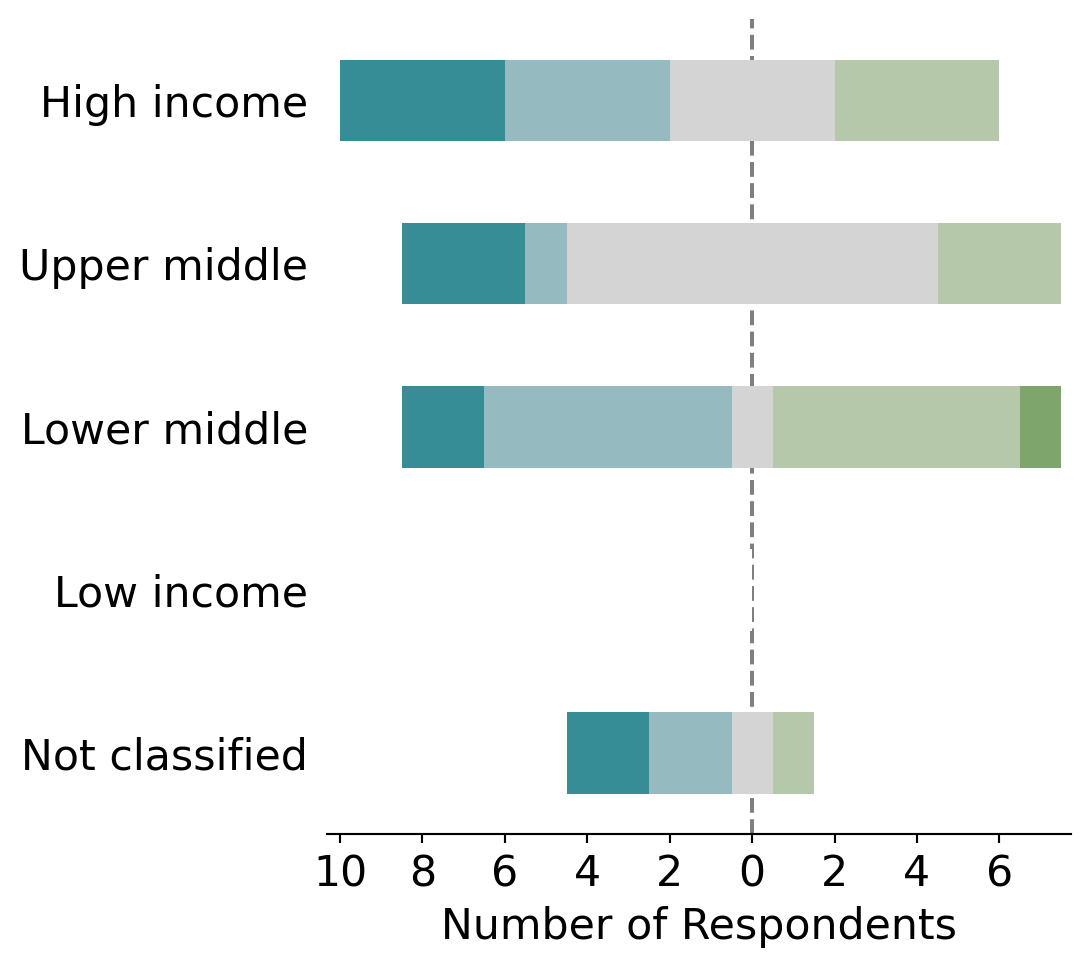 High income
Upper middle
Lower middle
Low income
Not classified
10 8 6 4 2 0 2 4 6
Number of Respondents